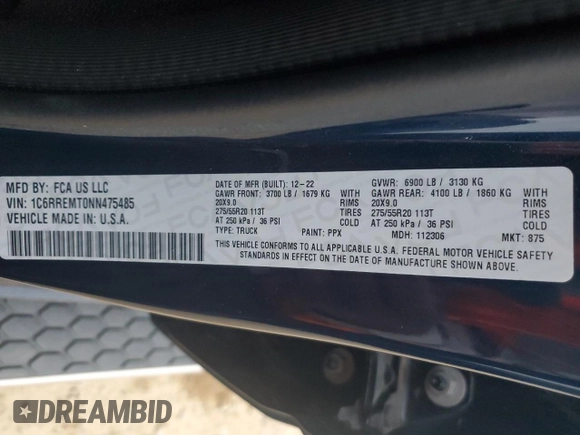 MFD BY: FCA US LLC
VIN: 1C6RREMT0NN475485
VEHICLE MADE IN: U.S.A.
DATE OF MFR (BUILT): 12-22
GAWR FRONT: 3700 LB / 1679 KG
20X9.0
275/55R20 113T
AT 250 kPa / 36 PSI
TYPE: TRUCK
PAINT: PPX
WITH
RIMS
TIRES
GVWR: 6900 LB / 3130 KG
GAWR REAR: 4100 LB / 1860 KG
20X9.0
275/55R20 113T
AT 250 kPa / 36 PSI
MDH: 112306
MKT: 875
WITH
RIMS
TIRES
THIS VEHICLE CONFORMS TO ALL APPLICABLE U.S.A. FEDERAL MOTOR VEHICLE SAFETY
STANDARDS IN EFFECT ON THE DATE OF MANUFACTURE SHOWN ABOVE.
DREAMBID